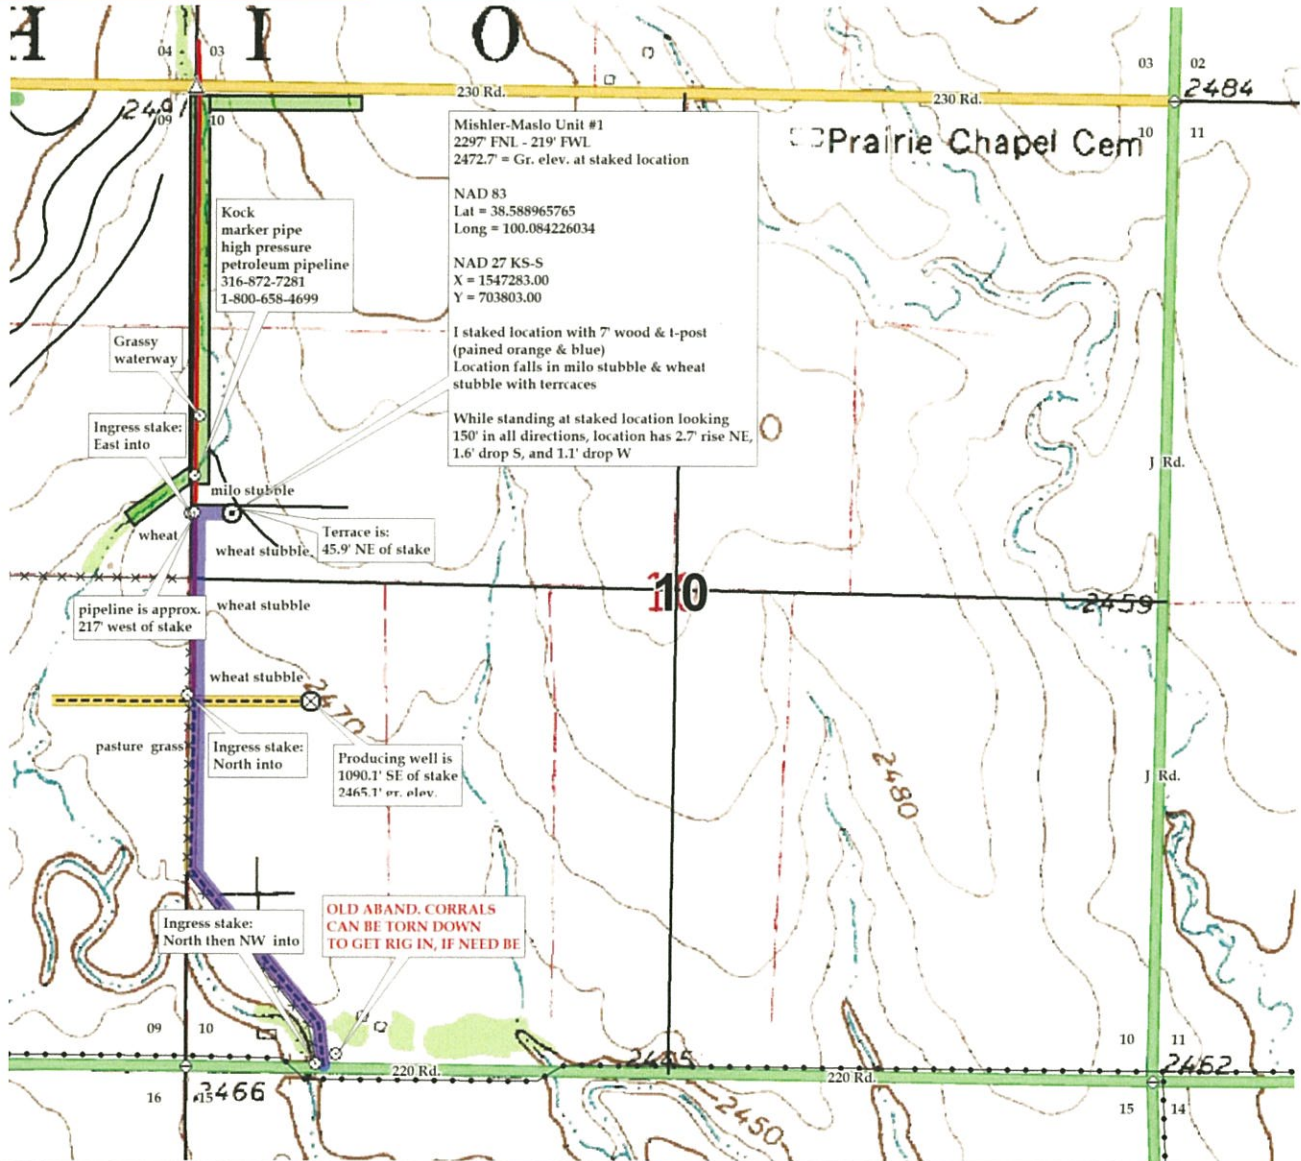 H I O
04 03
03 02
230 Rd.
230 Rd.
2484
2491
09 10
10 11
Prairie Chapel Cem
Mishler-Maslo Unit #1
2297' FNL - 219' FWL
2472.7' = Gr. elev. at staked location
NAD 83
Lat = 38.588965765
Long = 100.084226034
NAD 27 KS-S
X = 1547283.00
Y = 703803.00
I staked location with 7' wood & t-post
(pained orange & blue)
Location falls in milo stubble & wheat
stubble with terrcaces
While standing at staked location looking
150' in all directions, location has 2.7' rise NE,
1.6' drop S, and 1.1' drop W
Kock
marker pipe
high pressure
petroleum pipeline
316-872-7281
1-800-658-4699
Grassy
waterway
Ingress stake:
East into
J Rd.
milo stubble
wheat
wheat stubble
Terrace is:
45.9' NE of stake
pipeline is approx.
217' west of stake
wheat stubble
10
2459
wheat stubble
2470
pasture grass
Ingress stake:
North into
Producing well is
1090.1' SE of stake
2465.1' gr. elev.
2480
J Rd.
Ingress stake:
North then NW into
OLD ABAND. CORRALS
CAN BE TORN DOWN
TO GET RIG IN, IF NEED BE
09 10
10 11
220 Rd.
220 Rd.
2462
16 15
2466
2450
15 14